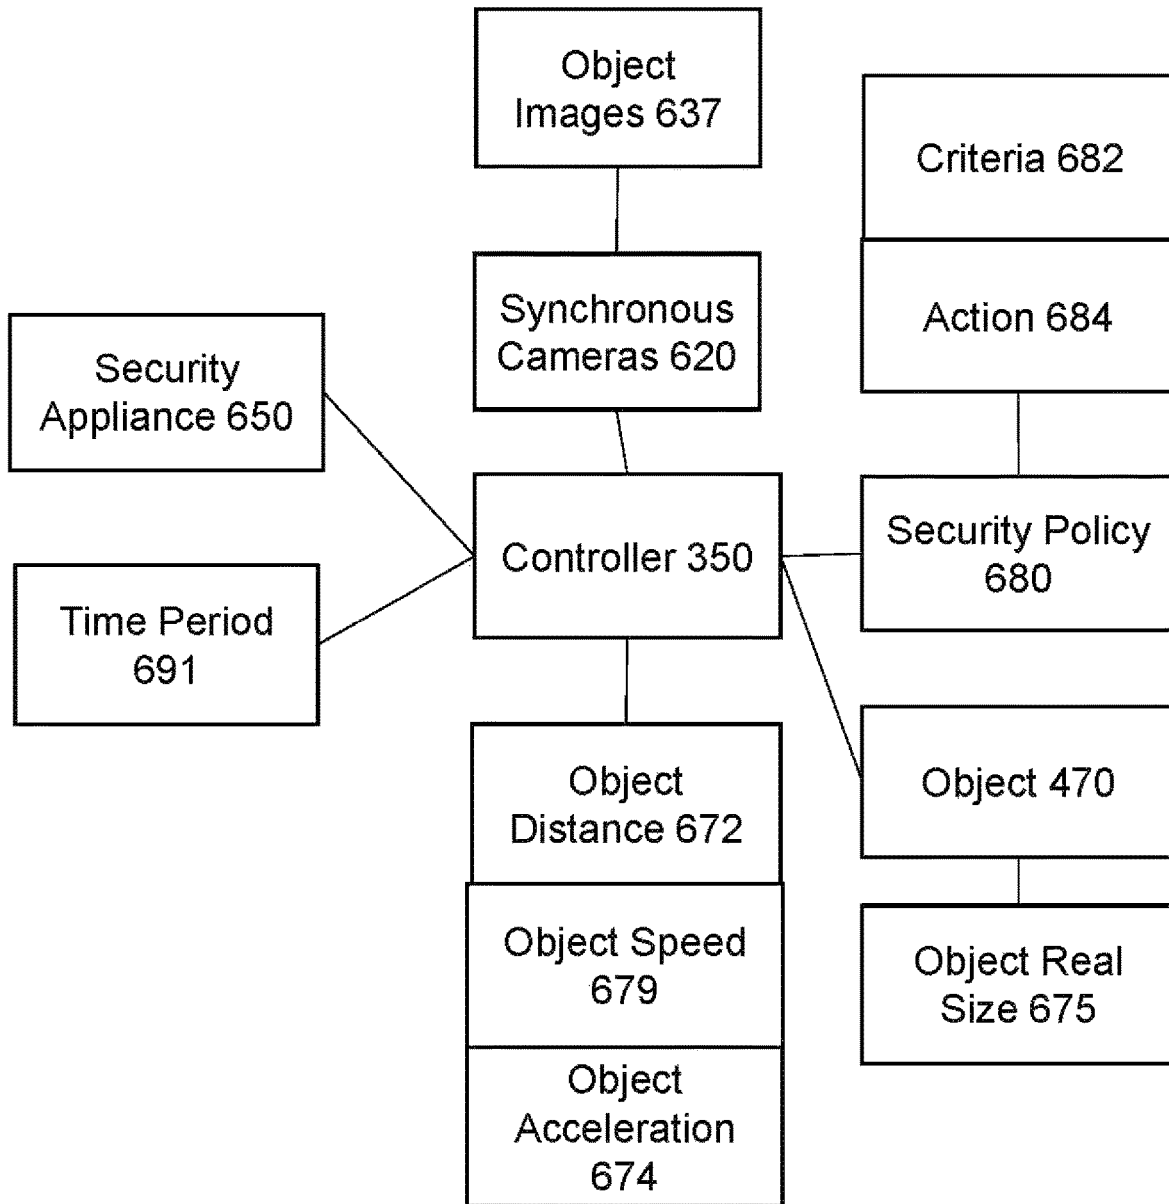 Object
Images 637
Criteria 682
Synchronous
Cameras 620
Action 684
Security
Appliance 650
Controller 350
Security Policy
680
Time Period
691
Object
Distance 672
Object 470
Object Speed
679
Object Real
Size 675
Object
Acceleration
674